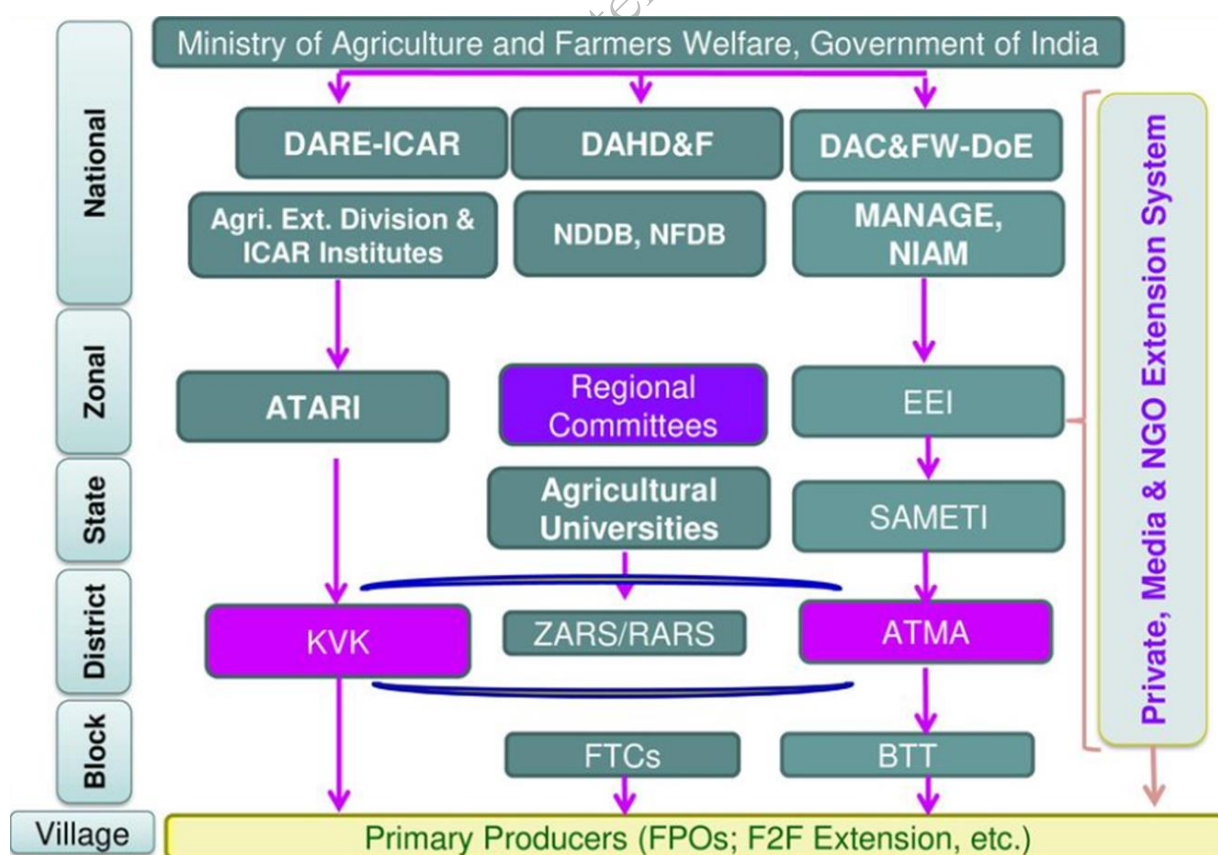 Ministry of Agriculture and Farmers Welfare, Government of India
National
DARE-ICAR
DAHD&F
DAC&FW-DoE
Agri. Ext. Division &
ICAR Institutes
NDDB, NFDB
MANAGE,
NIAM
Zonal
ATARI
Regional
Committees
EEI
State
Agricultural
Universities
SAMETI
District
KVK
ZARS/RARS
ATMA
Block
FTCs
BTT
Private, Media & NGO Extension System
Village
Primary Producers (FPOs; F2F Extension, etc.)